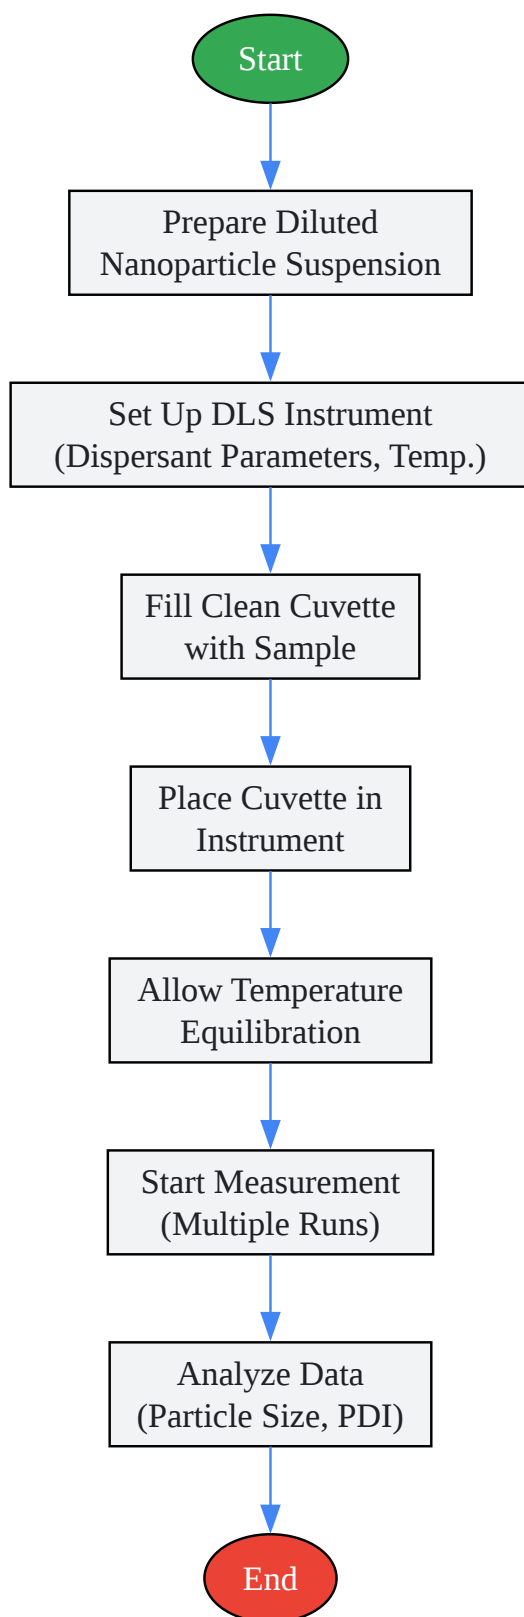 Start
Prepare Diluted
Nanoparticle Suspension
Set Up DLS Instrument
(Dispersant Parameters, Temp.)
Fill Clean Cuvette
with Sample
Place Cuvette in
Instrument
Allow Temperature
Equilibration
Start Measurement
(Multiple Runs)
Analyze Data
(Particle Size, PDI)
End